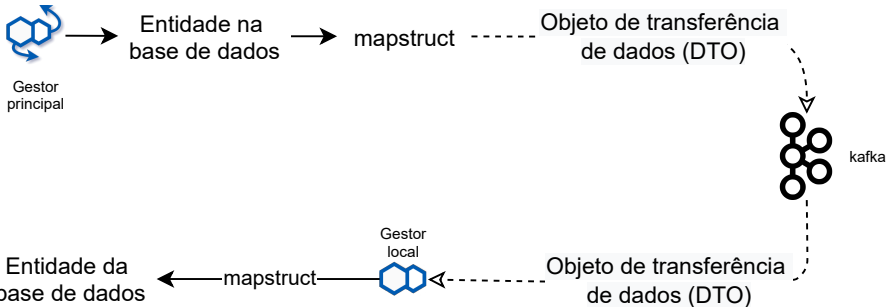 Entidade na
base de dados
mapstruct
Objeto de transferência
de dados (DTO)
Gestor
principal
kafka
Gestor
local
Entidade da
base de dados
mapstruct
Objeto de transferência
de dados (DTO)